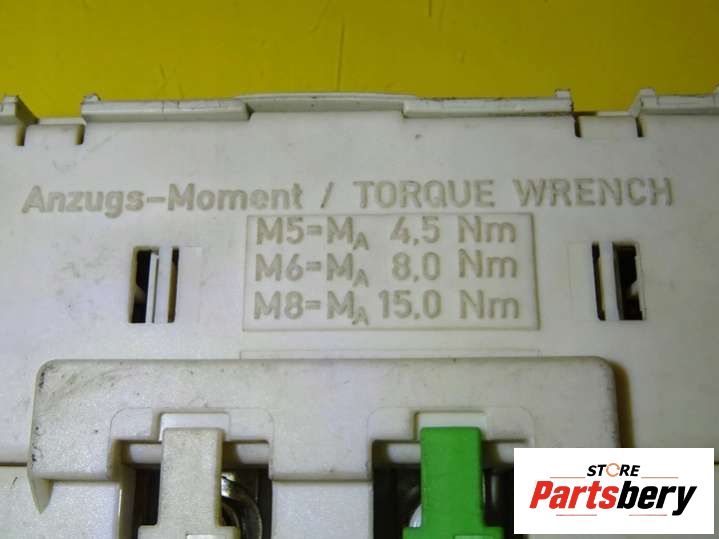 Anzugs-Moment / TORQUE WRENCH
M5=MA 4,5 Nm
M6=MA 8,0 Nm
M8=MA 15,0 Nm
STORE
Partsbery